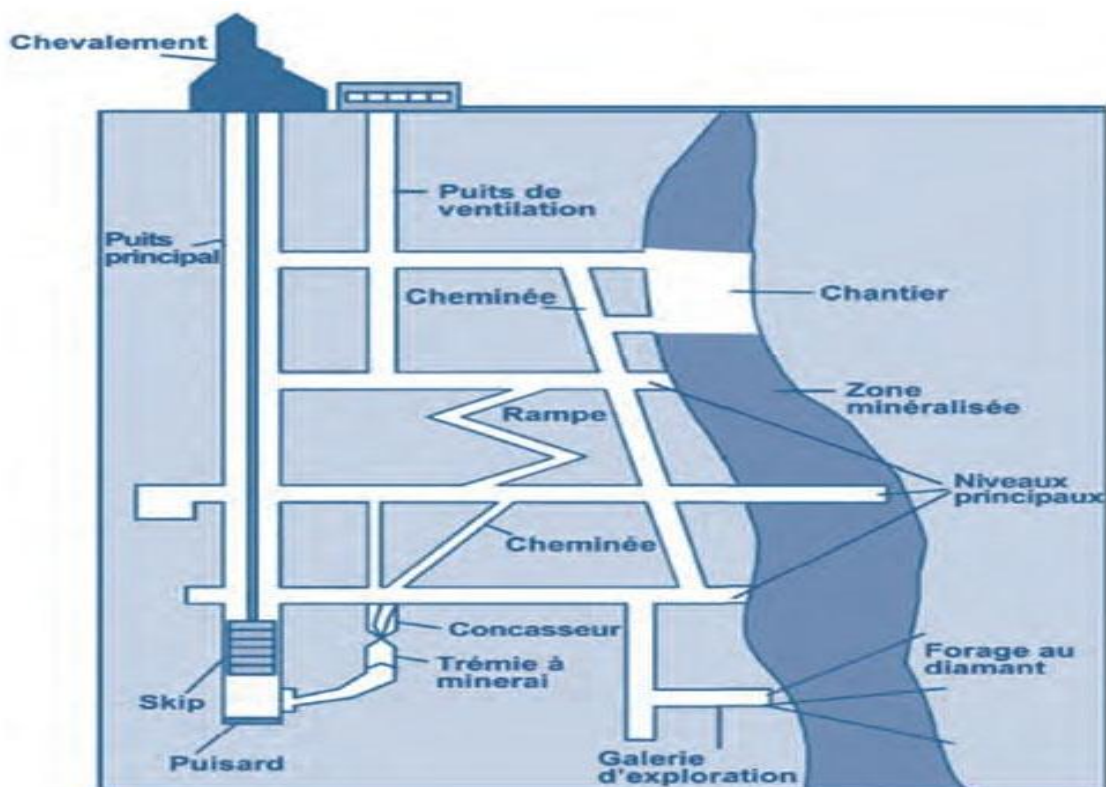 Chevalement
Puits de
ventilation
Puits
principal
Cheminée
Chantier
Zone
minéralisée
Rampe
Niveaux
principaux
Cheminée
Concasseur
Trémie à
minerai
Forage au
diamant
Skip
Puisard
Galerie
d'exploration